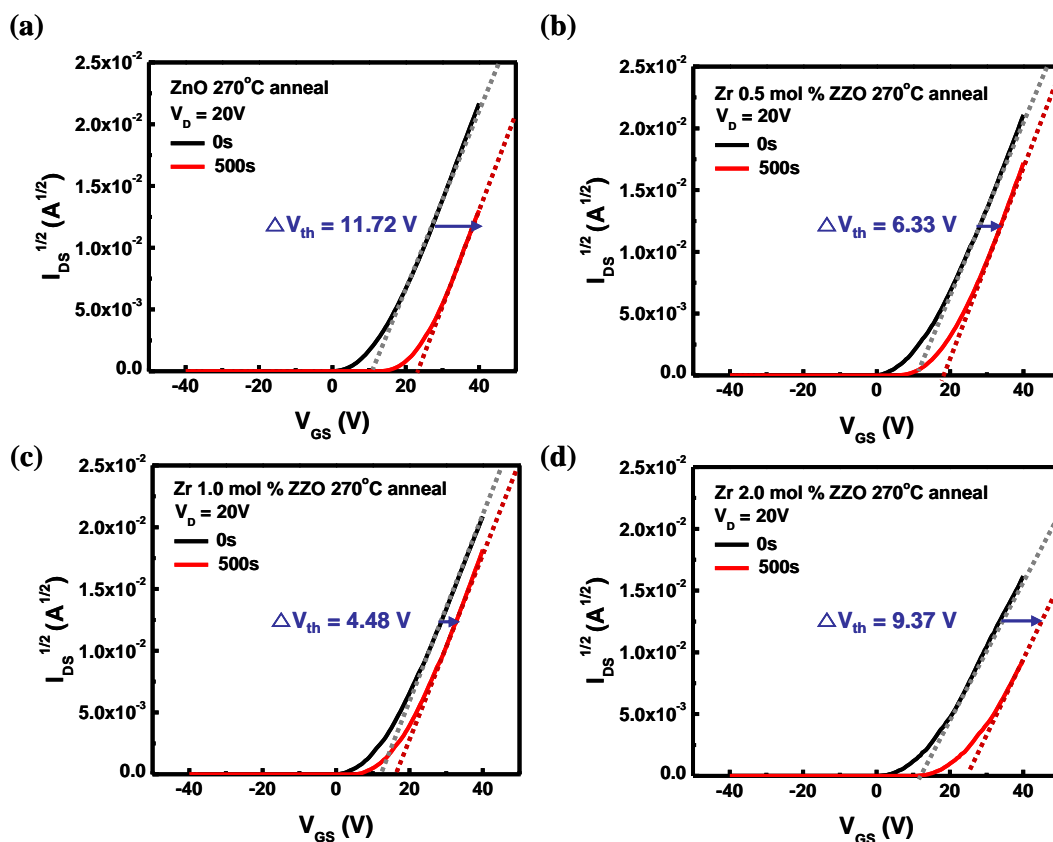 (a)
2.5x10⁻²
2.0x10⁻²
1.5x10⁻²
1.0x10⁻²
5.0x10⁻³
0.0
I_DS^1/2 (A^1/2)
ZnO 270°C anneal
V_D = 20V
0s
500s
△V_th = 11.72 V
-40 -20 0 20 40
V_GS (V)
(b)
2.5x10⁻²
2.0x10⁻²
1.5x10⁻²
1.0x10⁻²
5.0x10⁻³
0.0
I_DS^1/2 (A^1/2)
Zr 0.5 mol % ZZO 270°C anneal
V_D = 20V
0s
500s
△V_th = 6.33 V
-40 -20 0 20 40
V_GS (V)
(c)
2.5x10⁻²
2.0x10⁻²
1.5x10⁻²
1.0x10⁻²
5.0x10⁻³
0.0
I_DS^1/2 (A^1/2)
Zr 1.0 mol % ZZO 270°C anneal
V_D = 20V
0s
500s
△V_th = 4.48 V
-40 -20 0 20 40
V_GS (V)
(d)
2.5x10⁻²
2.0x10⁻²
1.5x10⁻²
1.0x10⁻²
5.0x10⁻³
0.0
I_DS^1/2 (A^1/2)
Zr 2.0 mol % ZZO 270°C anneal
V_D = 20V
0s
500s
△V_th = 9.37 V
-40 -20 0 20 40
V_GS (V)